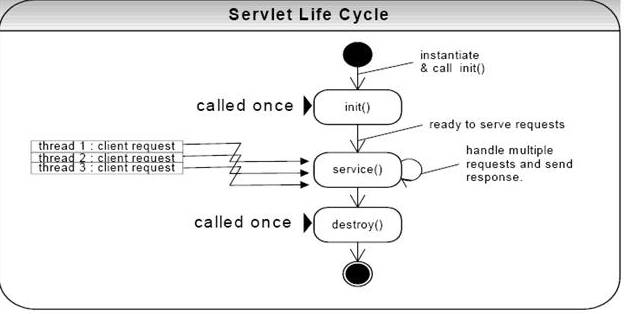 Servlet Life Cycle
instantiate
& call init()
called once
init()
ready to serve requests
thread 1 : client request
thread 2 : client request
thread 3 : client request
service()
handle multiple
requests and send
response.
called once
destroy()